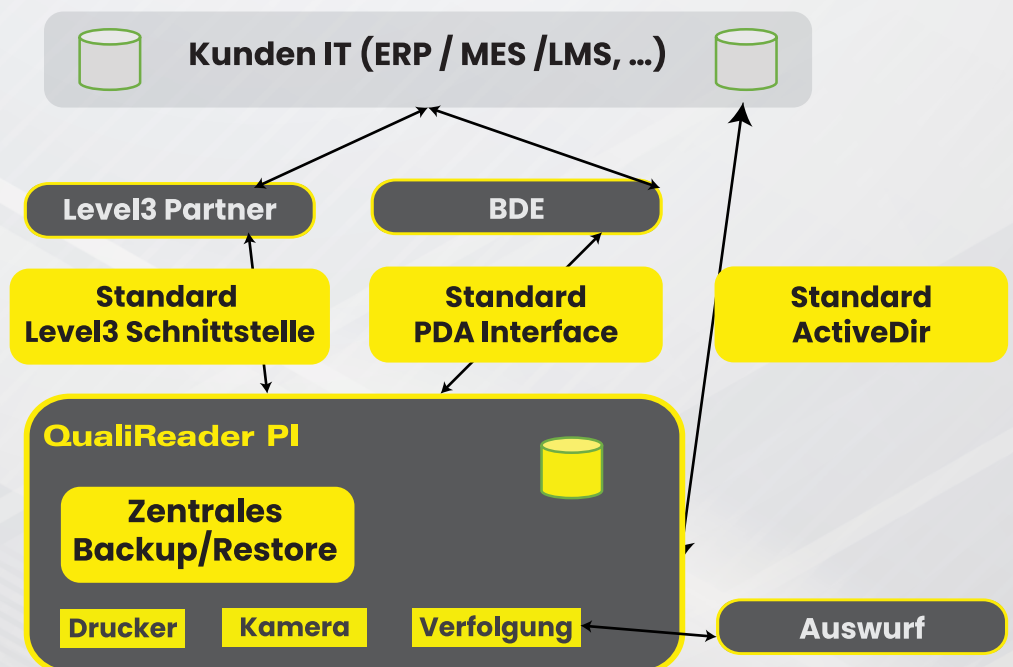 Kunden IT (ERP / MES /LMS, ...)
Level3 Partner
BDE
Standard
Level3 Schnittstelle
Standard
PDA Interface
Standard
ActiveDir
QualiReader PI
Zentrales
Backup/Restore
Drucker
Kamera
Verfolgung
Auswurf